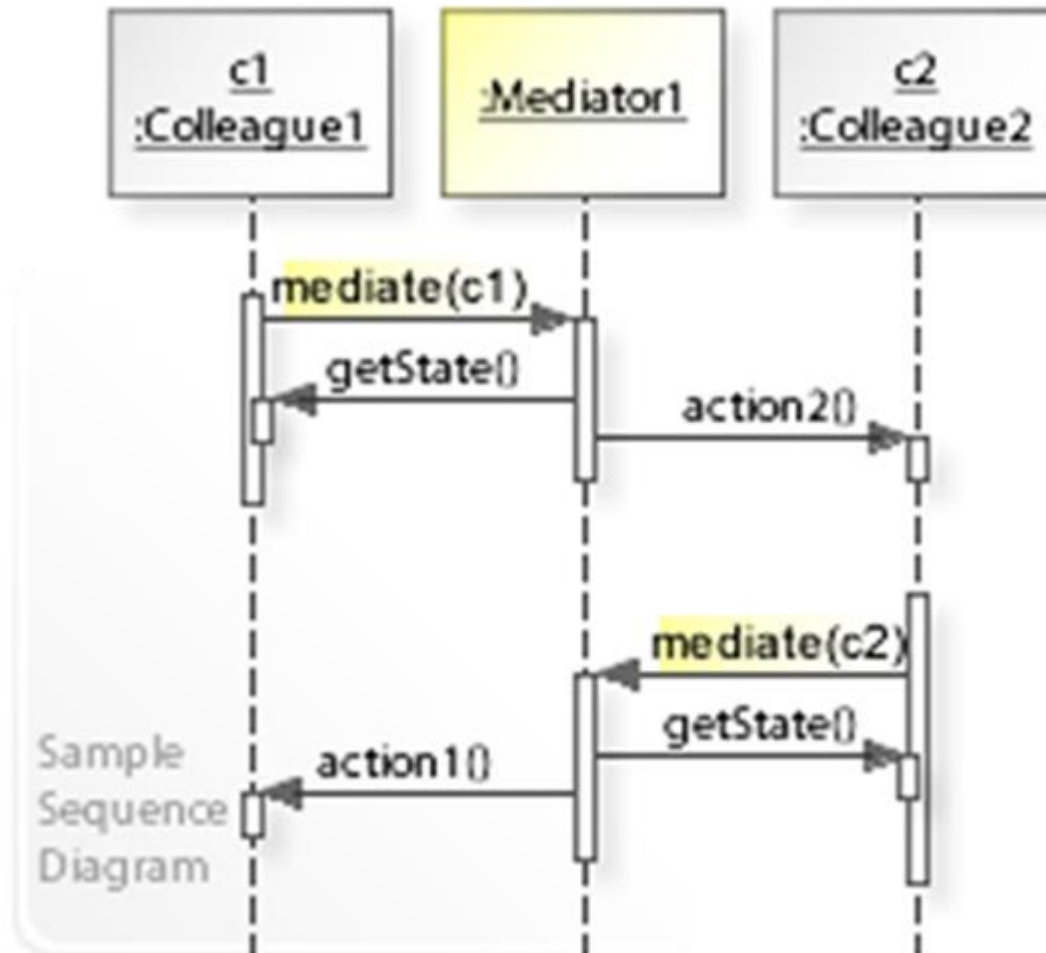 c1
:Colleague1
:Mediator1
c2
:Colleague2
mediate(c1)
getState()
action2()
mediate(c2)
getState()
action1()
Sample
Sequence
Diagram